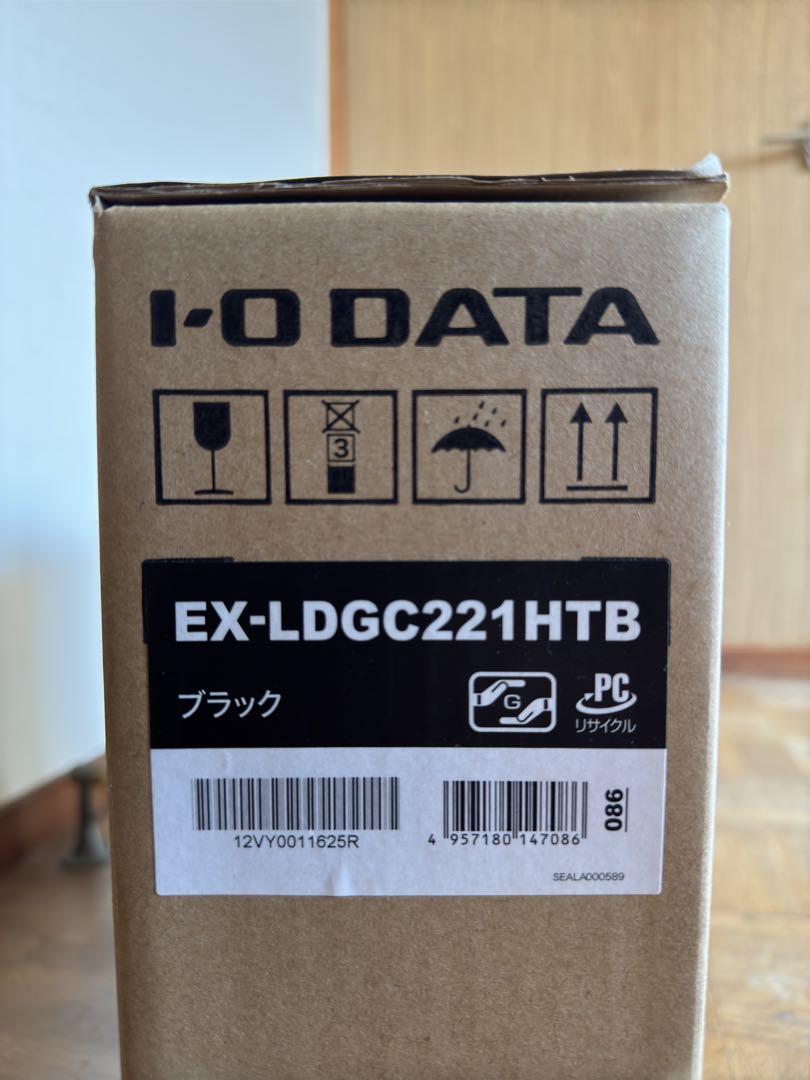 I-O DATA
3
EX-LDGC221HTB
ブラック
G
PC
リサイクル
12VY0011625R
4 957180 147086
086
SEALA000589